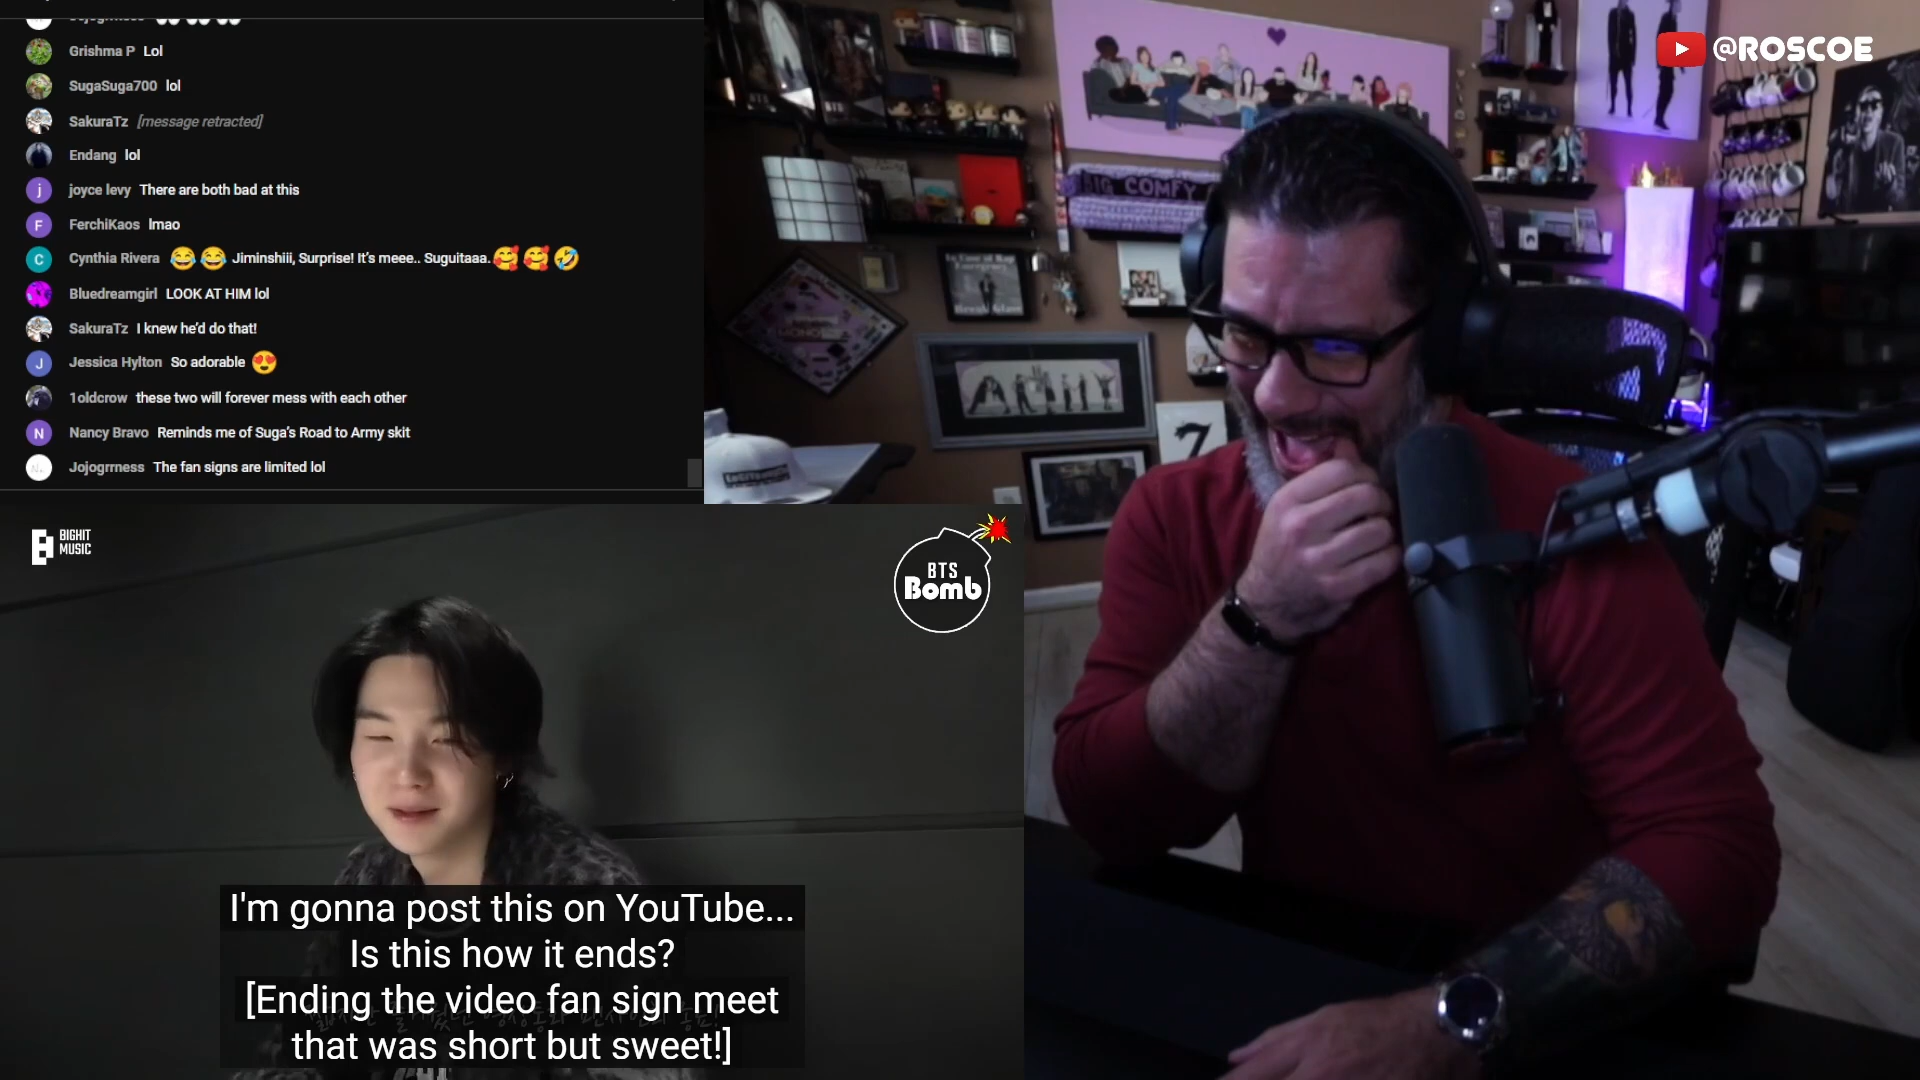 Grishma P Lol
SugaSuga700 lol
SakuraTz [message retracted]
Endang lol
j joyce levy There are both bad at this
F FerchiKaos lmao
C Cynthia Rivera 😂😂 Jiminshiii, Surprise! It's meee.. Suguitaaa.🥰🥰🤣
Bluedreamgirl LOOK AT HIM lol
SakuraTz I knew he'd do that!
J Jessica Hylton So adorable 😍
1oldcrow these two will forever mess with each other
N Nancy Bravo Reminds me of Suga's Road to Army skit
Jojogrrness The fan signs are limited lol
@ROSCOE
BIG COMFY
7
BIGHIT
MUSIC
BTS
Bomb
I'm gonna post this on YouTube...
Is this how it ends?
[Ending the video fan sign meet
that was short but sweet!]